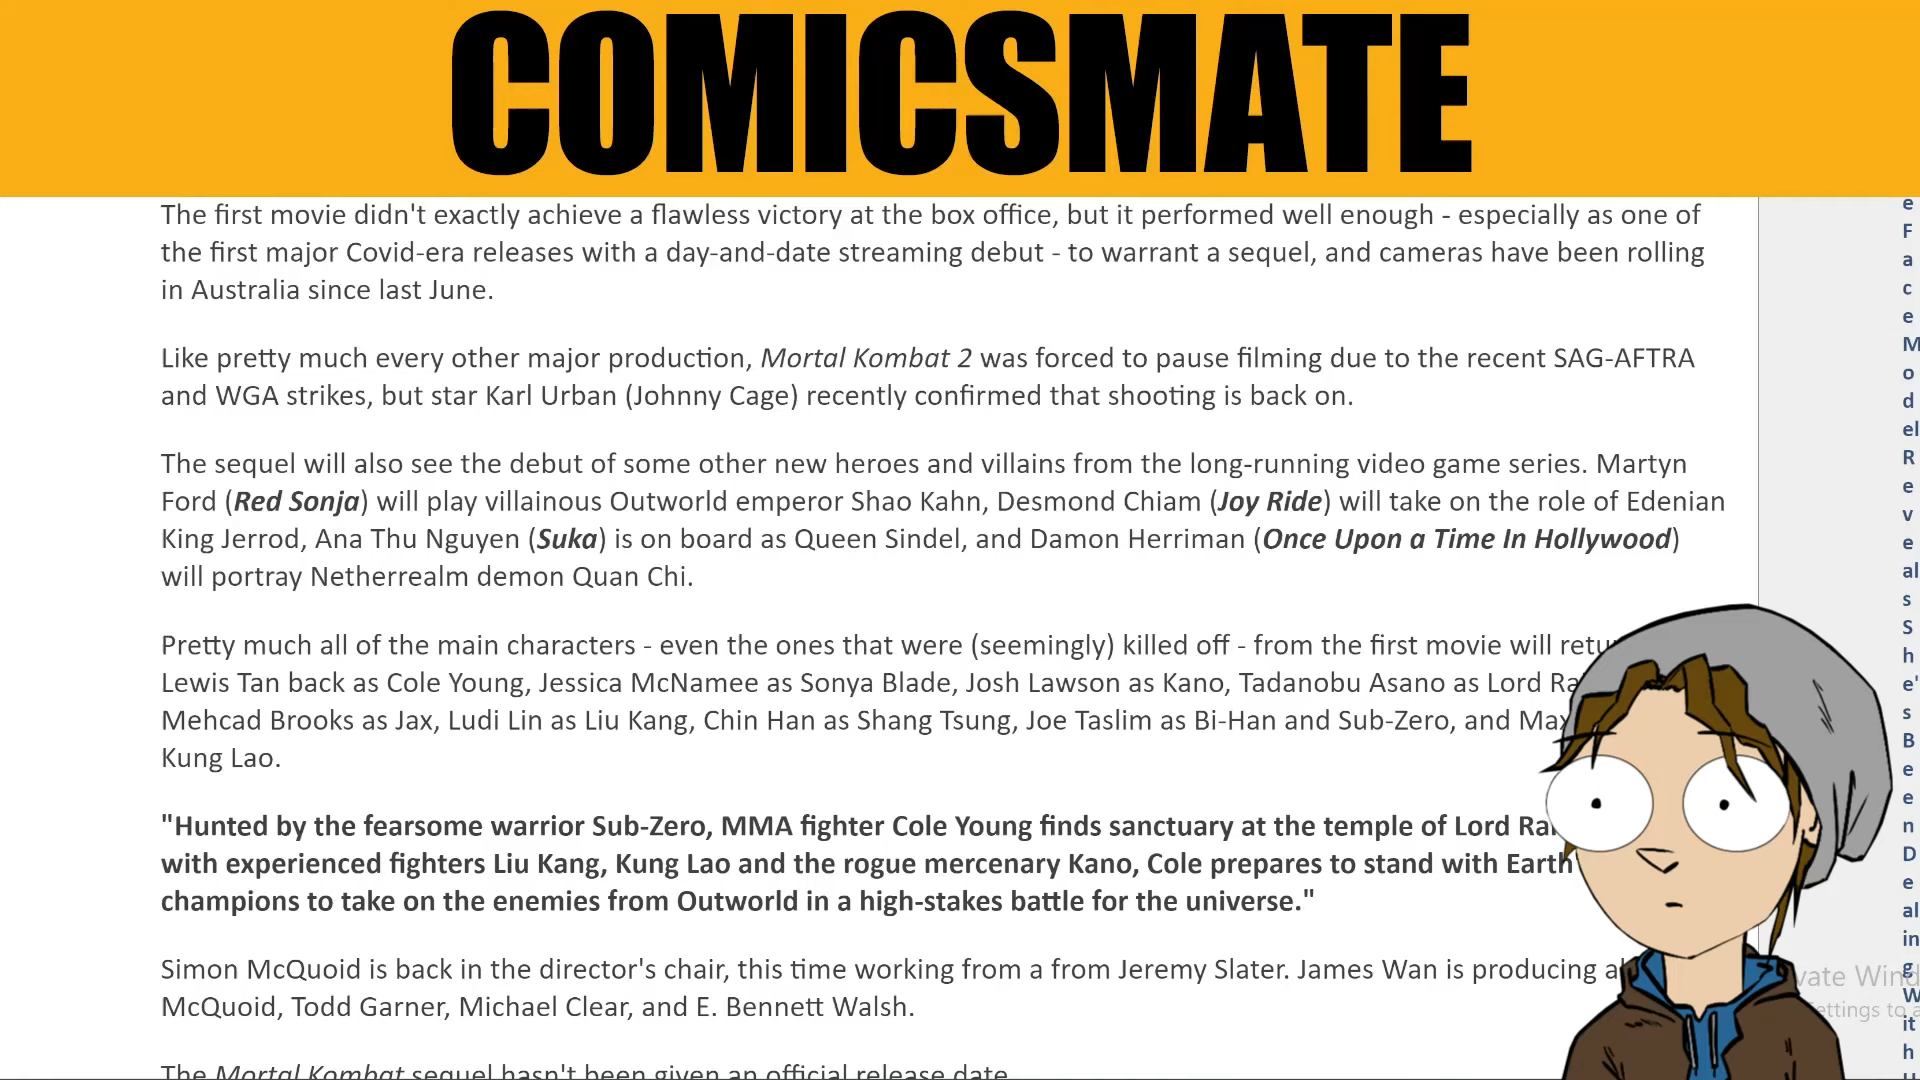 COMICSMATE
The first movie didn't exactly achieve a flawless victory at the box office, but it performed well enough - especially as one of
the first major Covid-era releases with a day-and-date streaming debut - to warrant a sequel, and cameras have been rolling
in Australia since last June.
Like pretty much every other major production, Mortal Kombat 2 was forced to pause filming due to the recent SAG-AFTRA
and WGA strikes, but star Karl Urban (Johnny Cage) recently confirmed that shooting is back on.
The sequel will also see the debut of some other new heroes and villains from the long-running video game series. Martyn
Ford (Red Sonja) will play villainous Outworld emperor Shao Kahn, Desmond Chiam (Joy Ride) will take on the role of Edenian
King Jerrod, Ana Thu Nguyen (Suka) is on board as Queen Sindel, and Damon Herriman (Once Upon a Time In Hollywood)
will portray Netherrealm demon Quan Chi.
Pretty much all of the main characters - even the ones that were (seemingly) killed off - from the first movie will
Lewis Tan back as Cole Young, Jessica McNamee as Sonya Blade, Josh Lawson as Kano, Tadanobu Asano as Lord
Mehcad Brooks as Jax, Ludi Lin as Liu Kang, Chin Han as Shang Tsung, Joe Taslim as Bi-Han and Sub-Zero, and Max
Kung Lao.
"Hunted by the fearsome warrior Sub-Zero, MMA fighter Cole Young finds sanctuary at the temple of Lord
with experienced fighters Liu Kang, Kung Lao and the rogue mercenary Kano, Cole prepares to stand with Earth
champions to take on the enemies from Outworld in a high-stakes battle for the universe."
Simon McQuoid is back in the director's chair, this time working from a from Jeremy Slater. James Wan is producing
McQuoid, Todd Garner, Michael Clear, and E. Bennett Walsh.
The Mortal Kombat sequel hasn't been given an official release date
e
F
a
c
e
M
o
d
el
R
e
v
e
al
s
S
h
e'
s
B
e
e
n
D
e
al
in
g
W
it
h